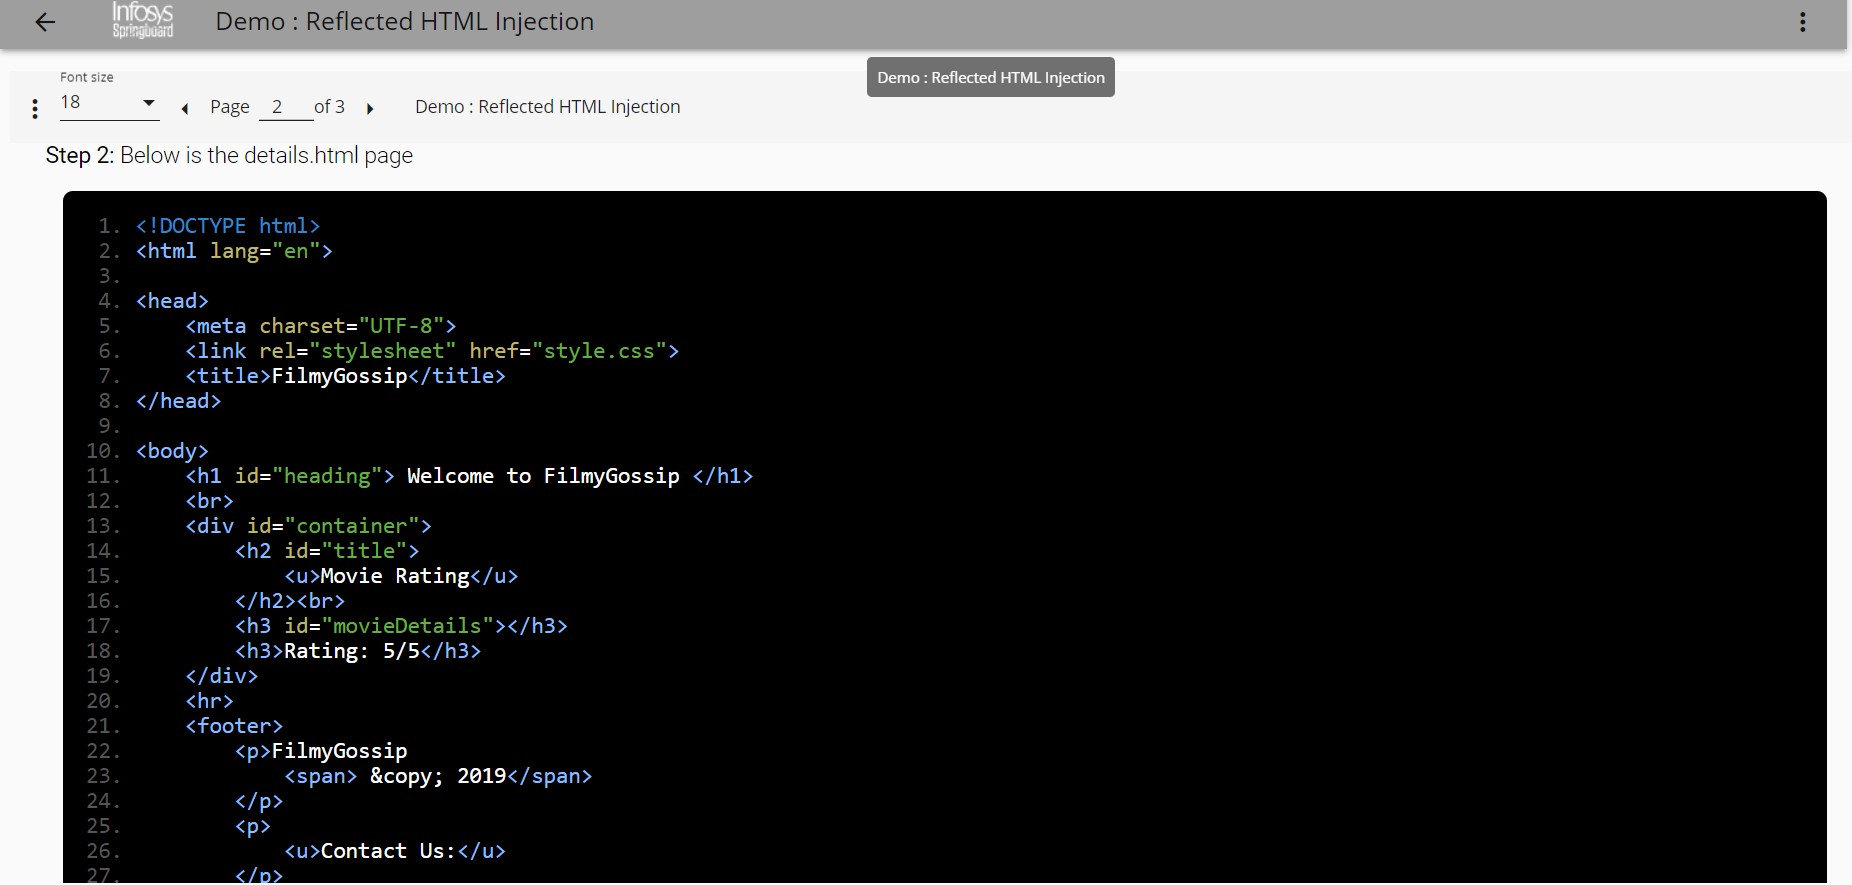 Infosys
Springboard
Demo : Reflected HTML Injection
Demo : Reflected HTML Injection
Font size
18
Page 2 of 3
Demo : Reflected HTML Injection
Step 2: Below is the details.html page
1. <!DOCTYPE html>
2. <html lang="en">
3.
4. <head>
5.     <meta charset="UTF-8">
6.     <link rel="stylesheet" href="style.css">
7.     <title>FilmyGossip</title>
8. </head>
9.
10. <body>
11.     <h1 id="heading"> Welcome to FilmyGossip </h1>
12.     <br>
13.     <div id="container">
14.         <h2 id="title">
15.             <u>Movie Rating</u>
16.         </h2><br>
17.         <h3 id="movieDetails"></h3>
18.         <h3>Rating: 5/5</h3>
19.     </div>
20.     <hr>
21.     <footer>
22.         <p>FilmyGossip
23.             <span> &copy; 2019</span>
24.         </p>
25.         <p>
26.             <u>Contact Us:</u>
27.         </p>